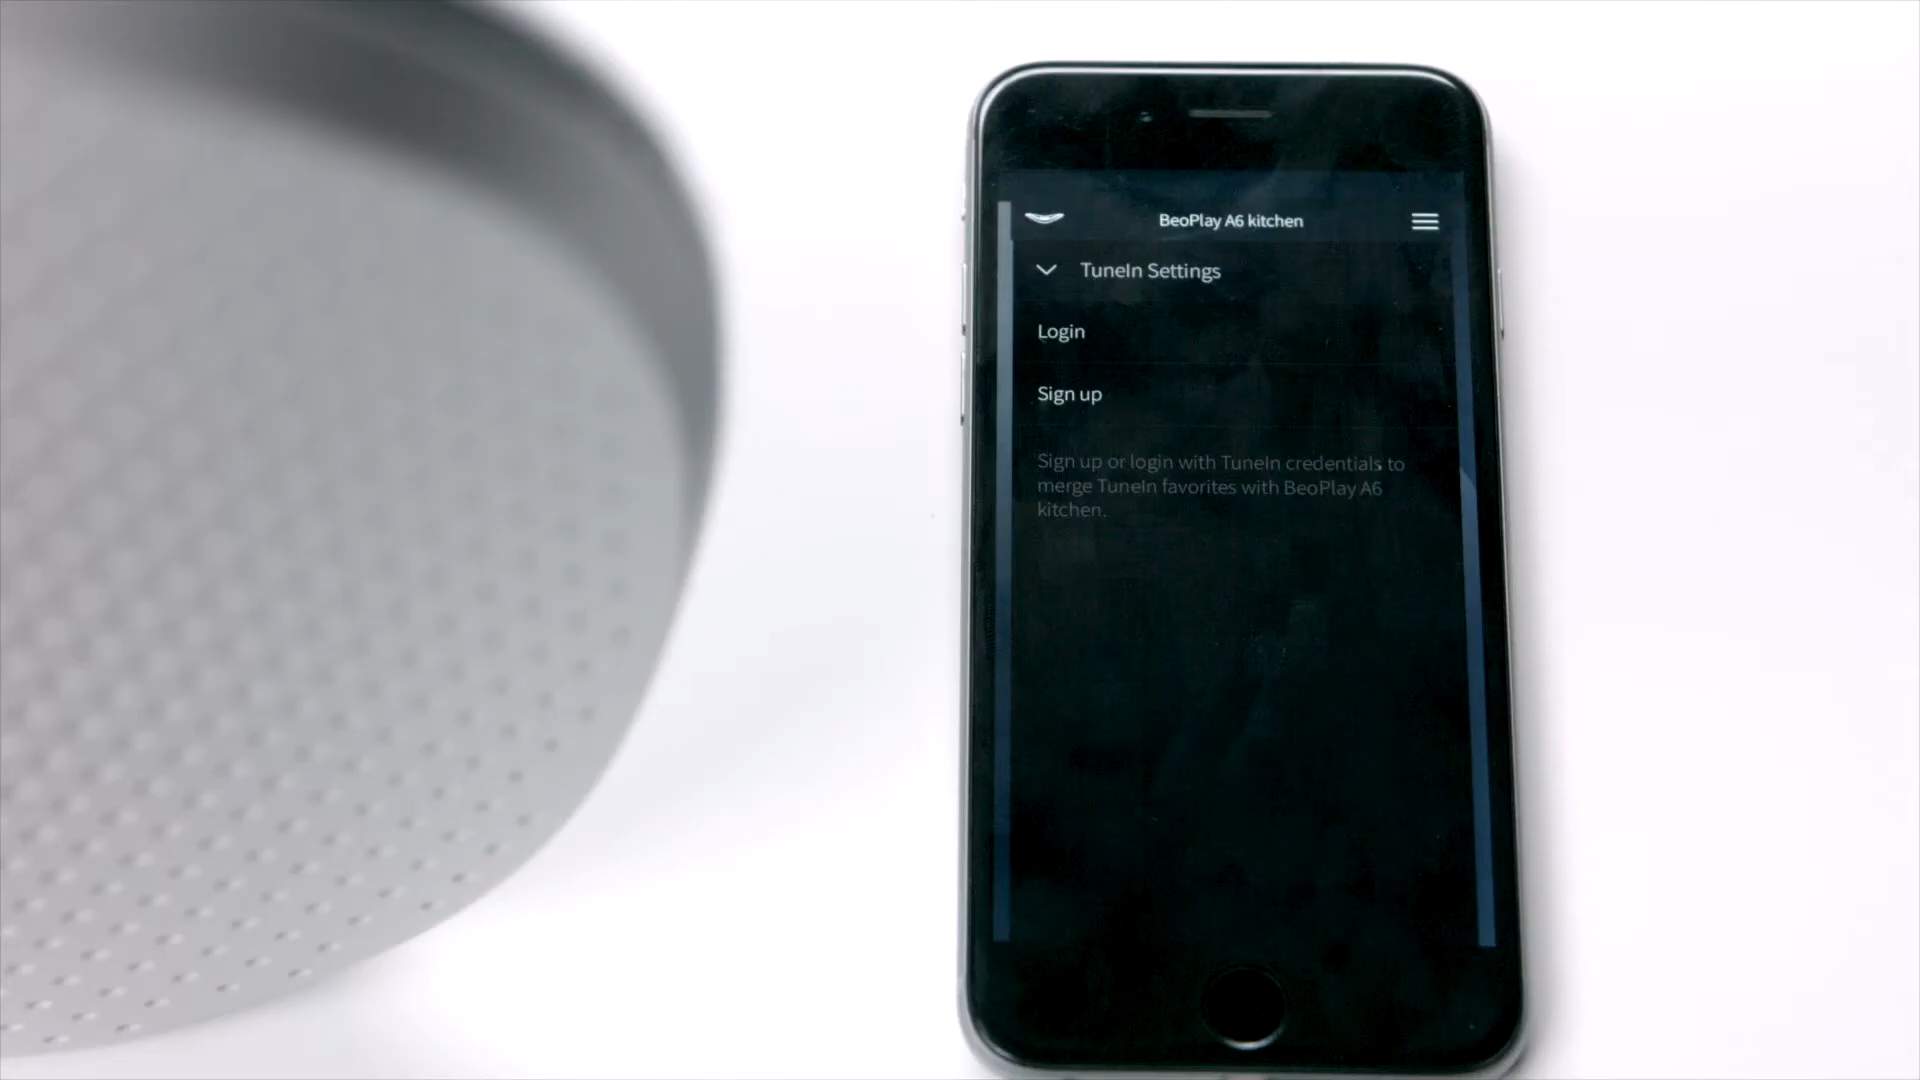 BeoPlay A6 kitchen
TuneIn Settings
Login
Sign up
Sign up or login with TuneIn credentials to
merge TuneIn favorites with BeoPlay A6
kitchen.